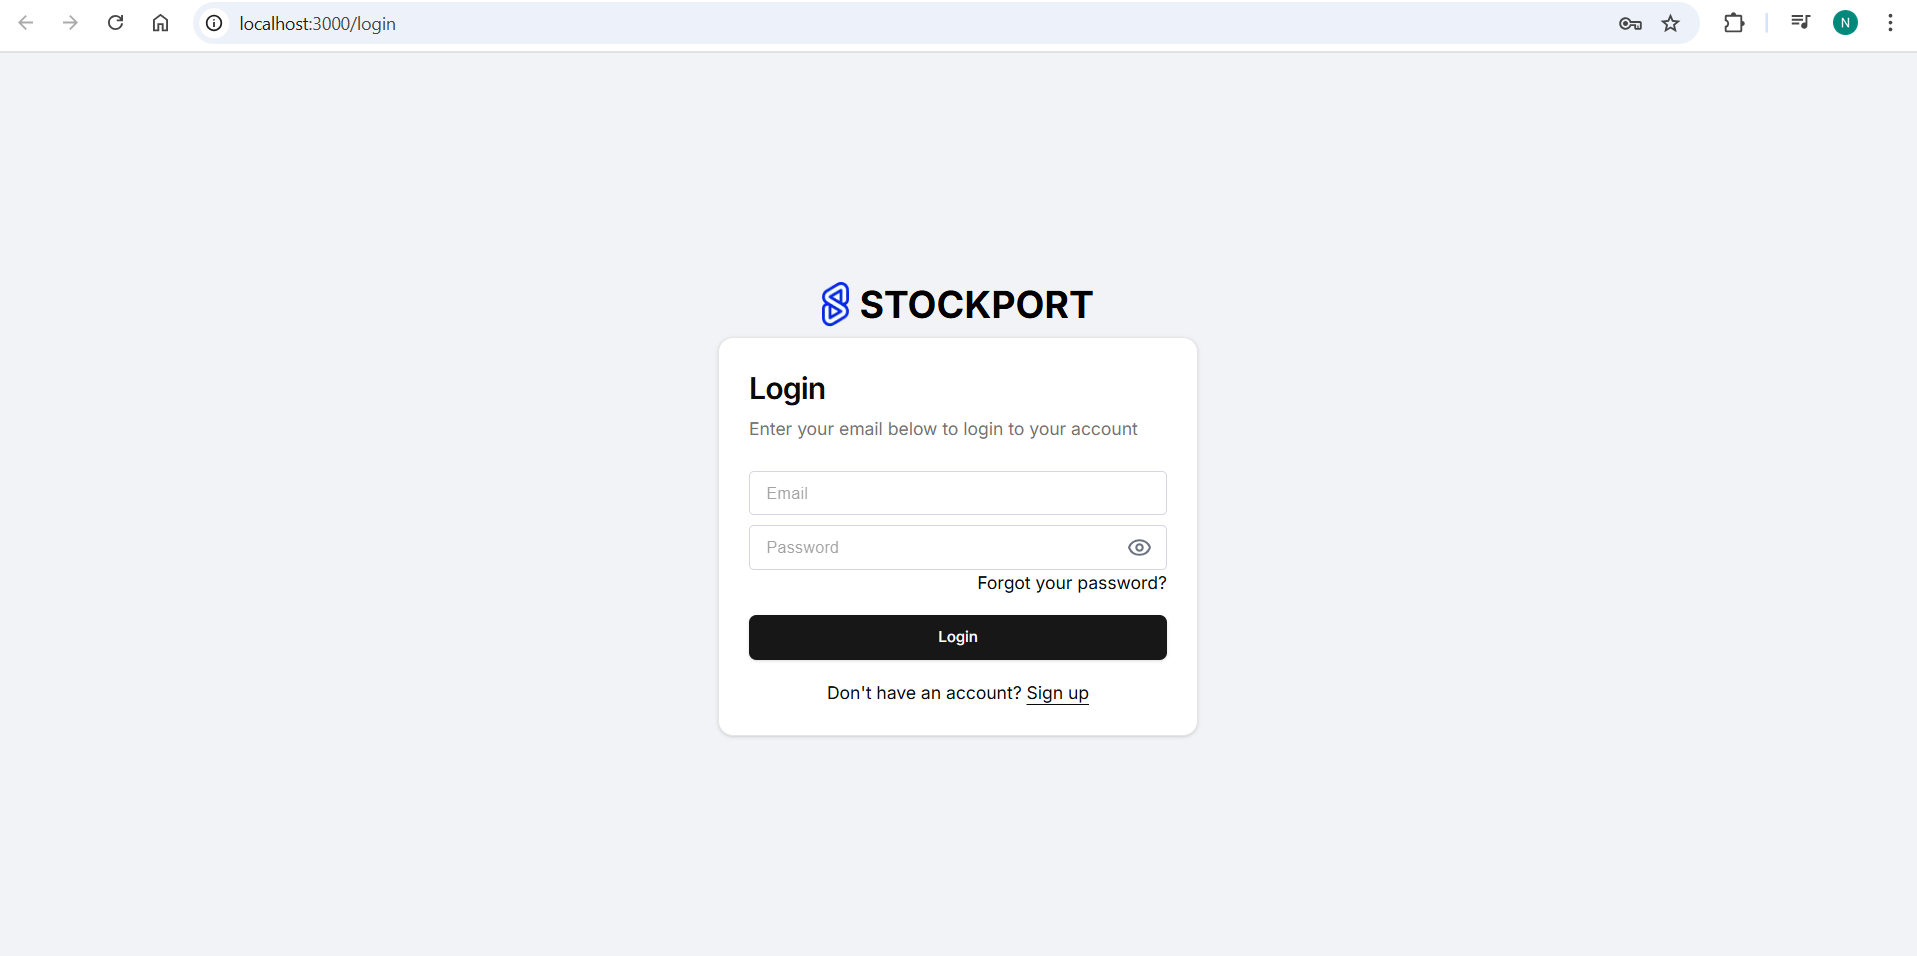 localhost:3000/login
N
STOCKPORT
Login
Enter your email below to login to your account
Email
Password
Forgot your password?
Login
Don't have an account? Sign up